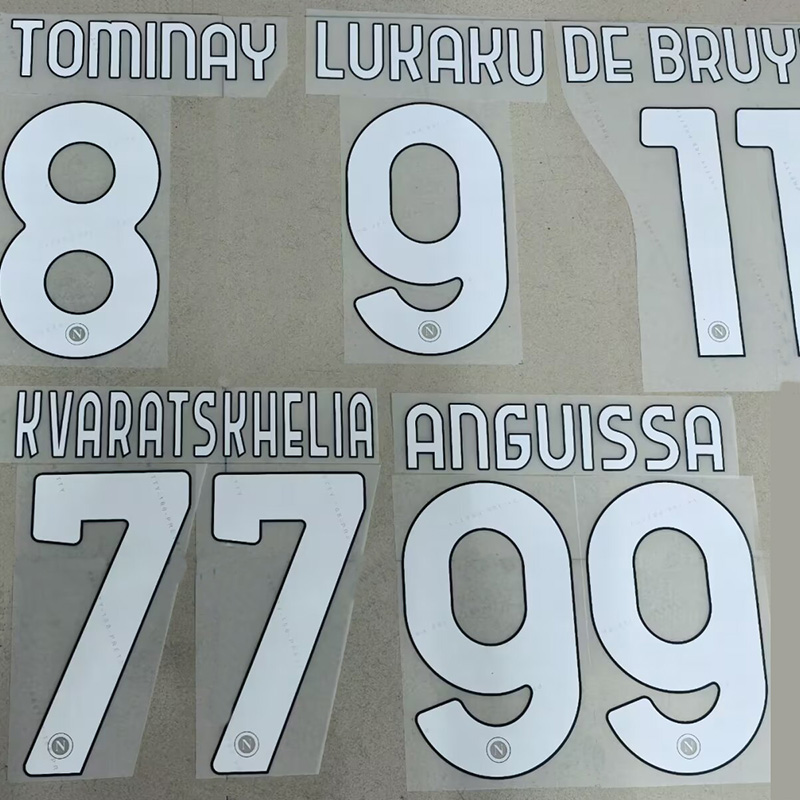 TOMINAY LUKAKU DE BRUY
8 9 11
KVARATSKHELIA ANGUISSA
77 99
N N N N N N N